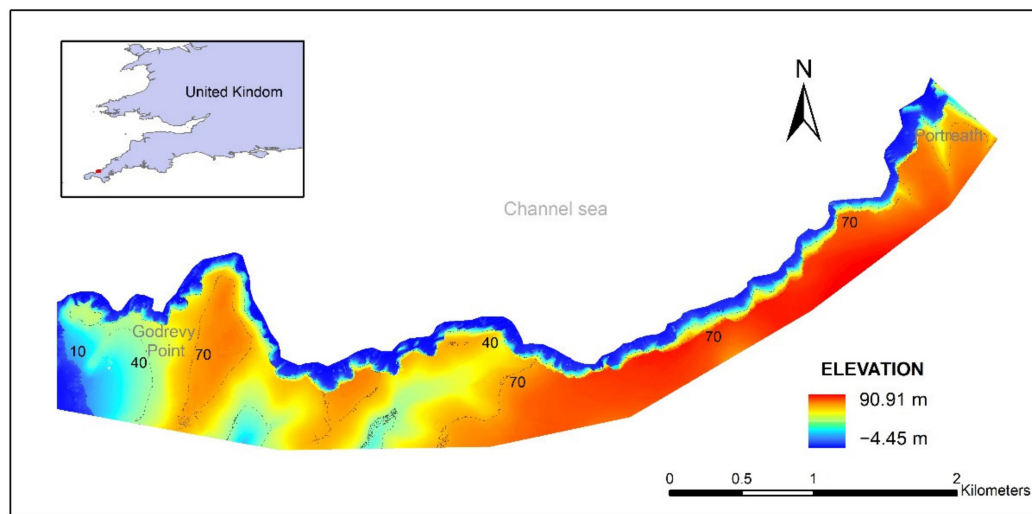 United Kindom
N
Portreath
Channel sea
70
Godrevy
Point
10
40
70
40
70
70
ELEVATION
90.91 m
−4.45 m
0
0.5
1
2
Kilometers